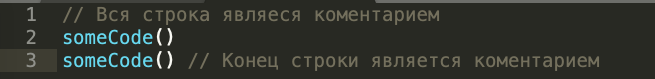 1 // Вся строка являеся коментарием
2 someCode()
3 someCode() // Конец строки является коментарием